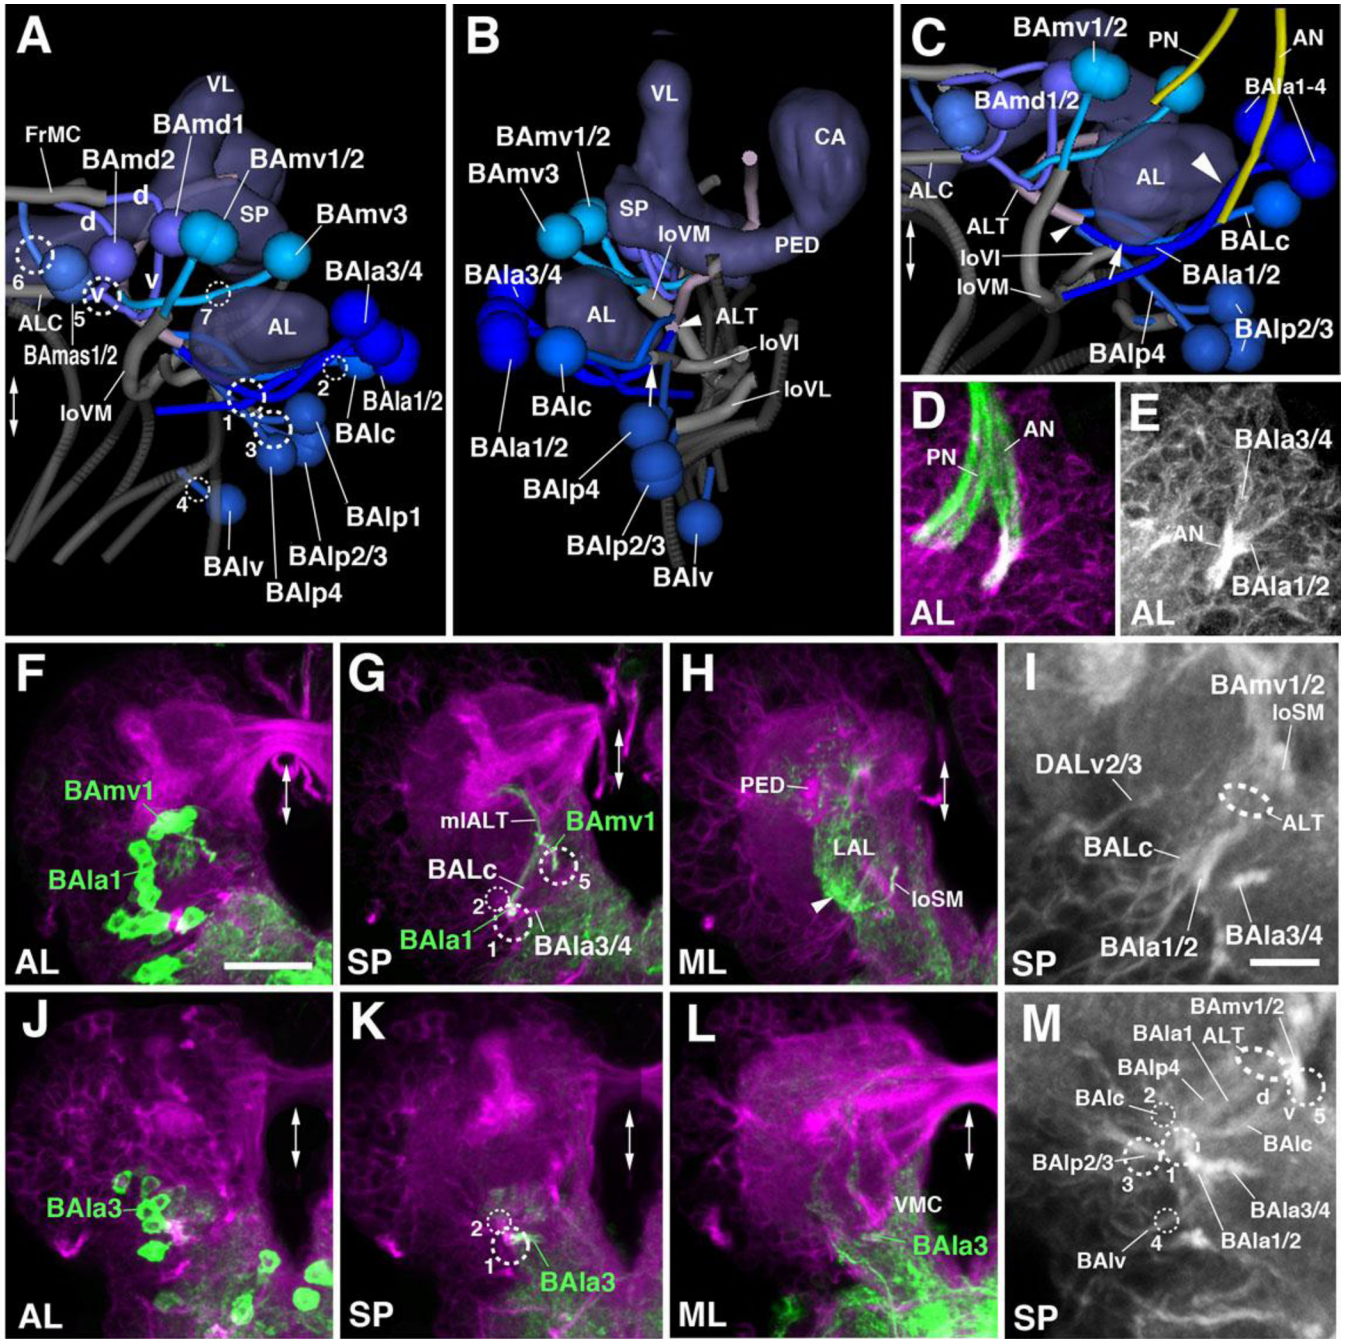 A
VL
FrMC
BAmd1
BAmd2
BAmv1/2
d
d
SP
BAmv3
6
v
v
BAla3/4
ALC
5
7
AL
BAmas1/2
2
BAla1/2
loVM
1
BAlc
3
4
BAlp1
BAlv
BAlp2/3
BAlp4
B
VL
BAmv1/2
CA
BAmv3
SP
loVM
PED
BAla3/4
AL
ALT
loVI
loVL
BAlc
BAla1/2
BAlp4
BAlp2/3
BAlv
C
BAmv1/2
PN
AN
BAmd1/2
BAla1-4
AL
ALC
ALT
BALc
loVI
BAla1/2
loVM
BAlp2/3
BAlp4
D
AN
PN
AL
E
BAla3/4
AN
BAla1/2
AL
F
BAmv1
BAla1
AL
G
mlALT
BAmv1
BALc
5
2
BAla1
1
BAla3/4
SP
H
PED
LAL
loSM
ML
I
BAmv1/2
loSM
DALv2/3
ALT
BALc
BAla1/2
BAla3/4
SP
J
BAla3
AL
K
2
1
BAla3
SP
L
VMC
BAla3
ML
M
BAmv1/2
BAla1
ALT
BAlp4
BAlc
2
d
v
5
BAlc
BAlp2/3
3
1
BAla3/4
4
BAla1/2
BAlv
SP